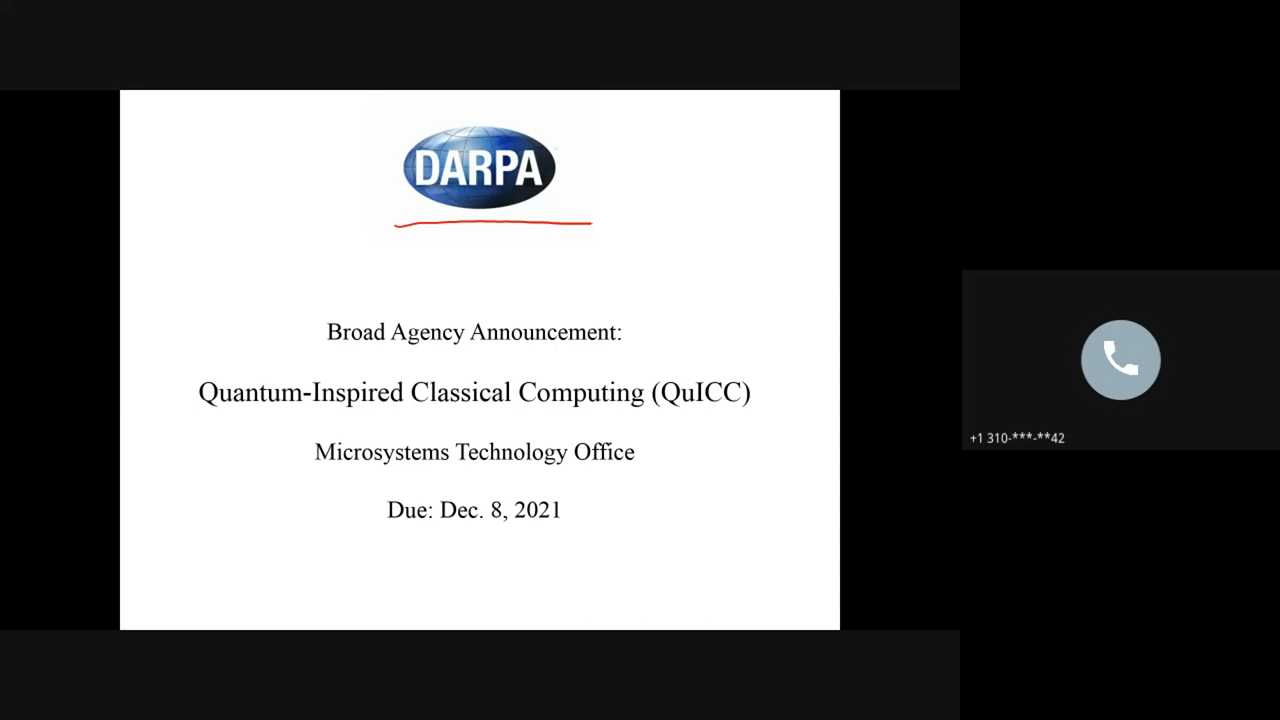 DARPA
Broad Agency Announcement:
Quantum-Inspired Classical Computing (QuICC)
Microsystems Technology Office
Due: Dec. 8, 2021
+1 310-***-**42